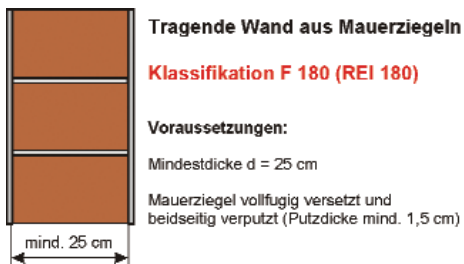 Tragende Wand aus Mauerziegeln
Klassifikation F 180 (REI 180)
Voraussetzungen:
Mindestdicke d = 25 cm
Mauerziegel vollfugig versetzt und
beidseitig verputzt (Putzdicke mind. 1,5 cm)
mind. 25 cm